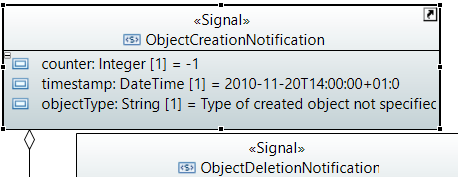 «Signal»
ObjectCreationNotification
counter: Integer [1] = -1
timestamp: DateTime [1] = 2010-11-20T14:00:00+01:0
objectType: String [1] = Type of created object not specified
«Signal»
ObjectDeletionNotification